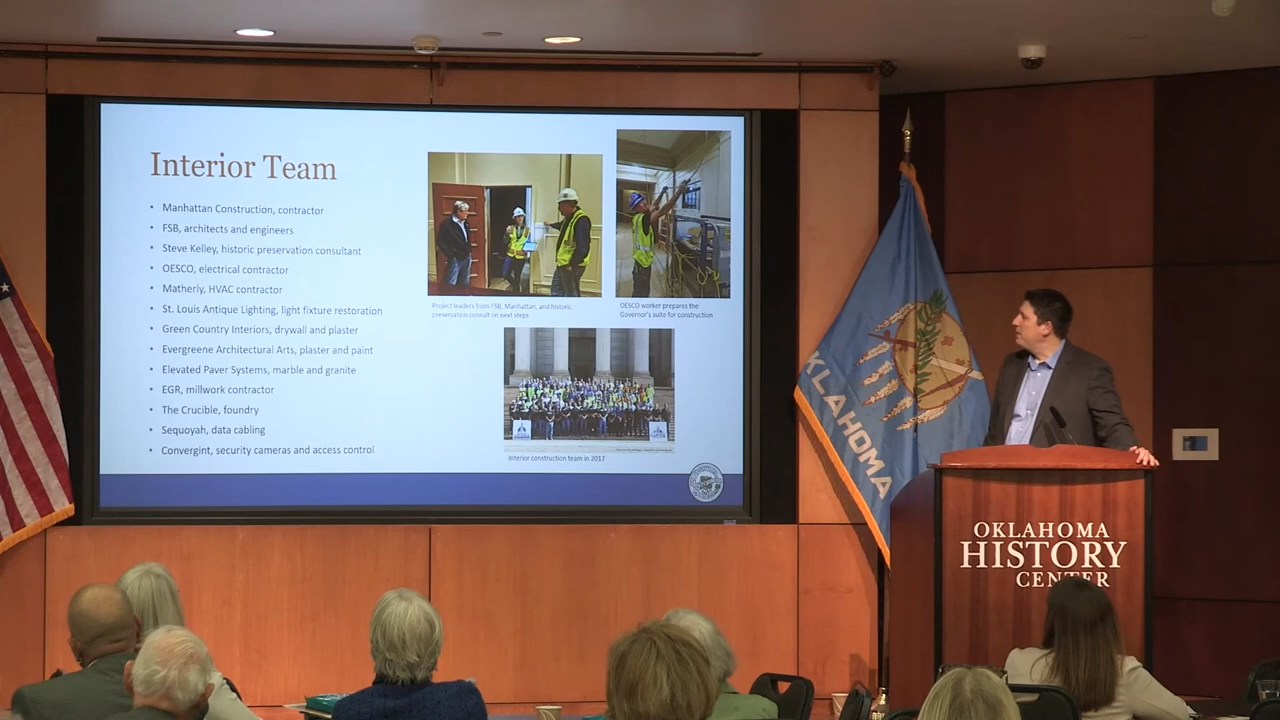 Interior Team
• Manhattan Construction, contractor
• FSB, architects and engineers
• Steve Kelley, historic preservation consultant
• OESCO, electrical contractor
• Matherly, HVAC contractor
• St. Louis Antique Lighting, light fixture restoration
• Green Country Interiors, drywall and plaster
• Evergreene Architectural Arts, plaster and paint
• Elevated Paver Systems, marble and granite
• EGR, millwork contractor
• The Crucible, foundry
• Sequoyah, data cabling
• Convergint, security cameras and access control
Project leaders from FSB, Manhattan, and historic
preservation consult on next steps
OESCO worker prepares the
Governor's suite for construction
Interior construction team in 2017
KLAHOMA
OKLAHOMA
HISTORY
CENTER